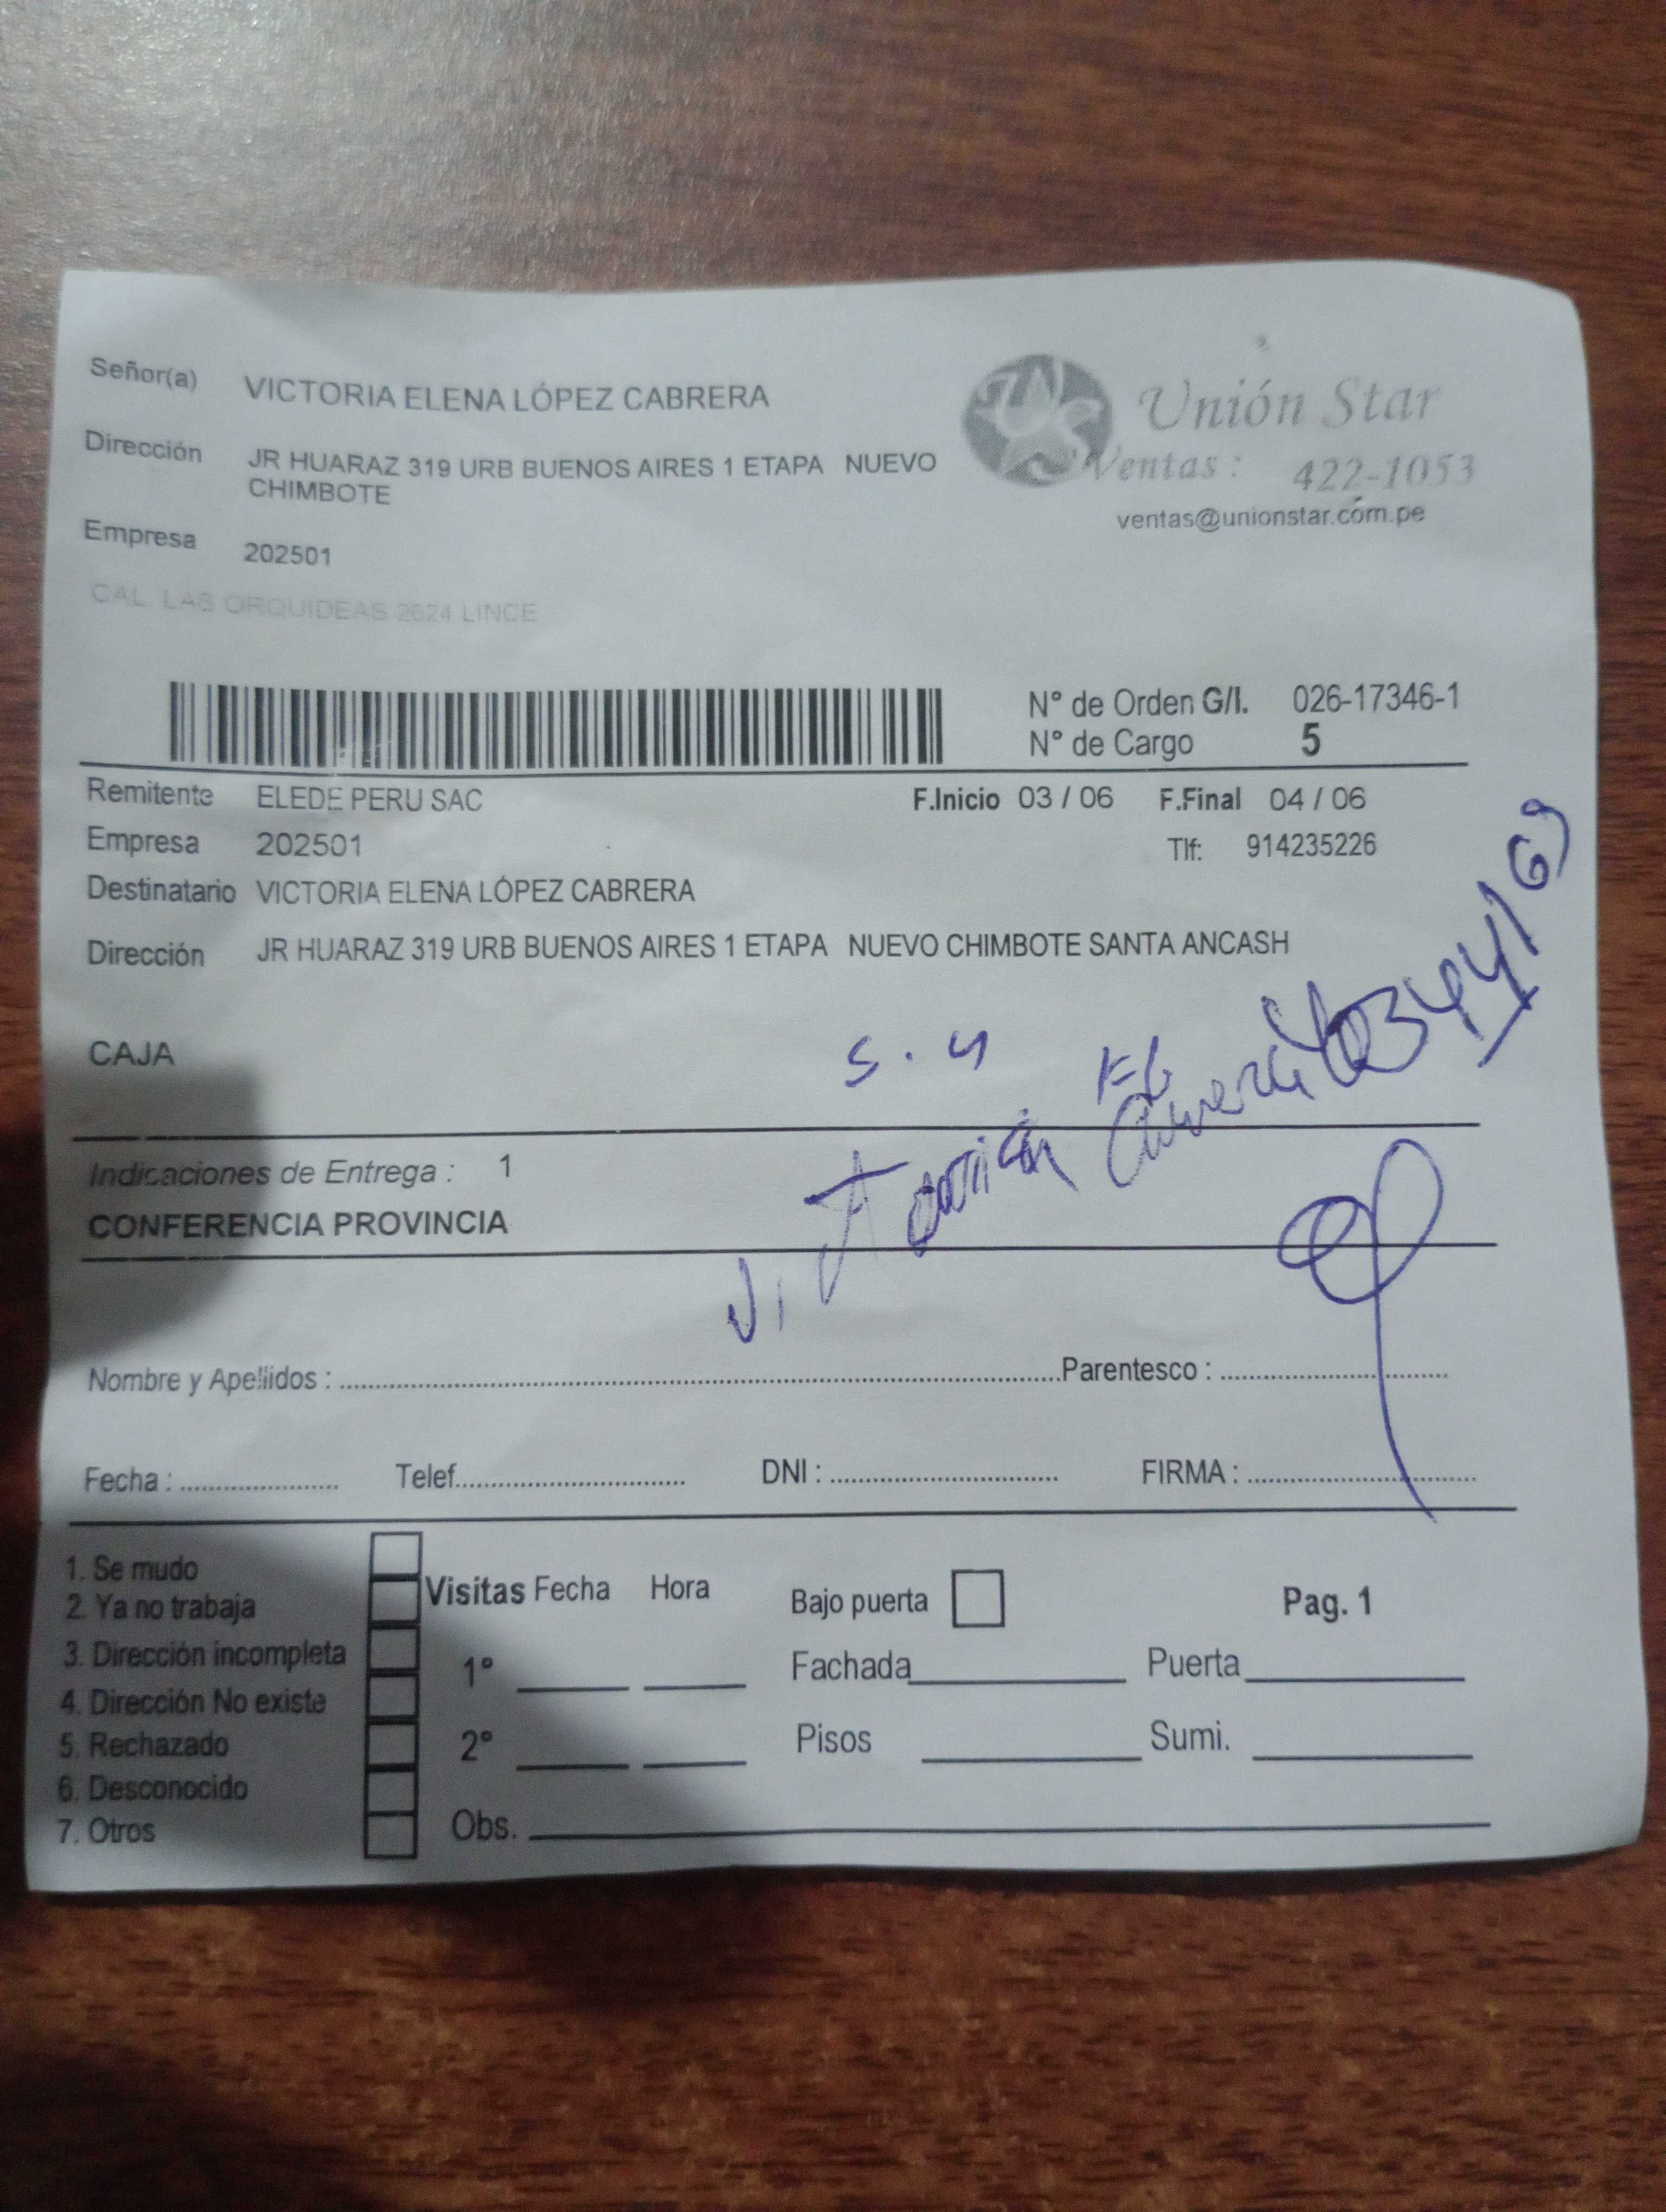 Señor(a) VICTORIA ELENA LÓPEZ CABRERA
Unión Star
Ventas : 422-1053
ventas@unionstar.com.pe
Dirección JR HUARAZ 319 URB BUENOS AIRES 1 ETAPA NUEVO
CHIMBOTE
Empresa 202501
CAL. LAS ORQUIDEAS 2624 LINCE
N° de Orden G/I. 026-17346-1
N° de Cargo 5
Remitente ELEDE PERU SAC F.Inicio 03 / 06 F.Final 04 / 06
Empresa 202501 Tlf: 914235226
Destinatario VICTORIA ELENA LÓPEZ CABRERA
Dirección JR HUARAZ 319 URB BUENOS AIRES 1 ETAPA NUEVO CHIMBOTE SANTA ANCASH
CAJA
Indicaciones de Entrega : 1
CONFERENCIA PROVINCIA
Nombre y Apellidos : Parentesco :
Fecha : Telef. DNI : FIRMA :
1. Se mudo
2. Ya no trabaja
3. Dirección incompleta
4. Dirección No existe
5. Rechazado
6. Desconocido
7. Otros
Visitas Fecha Hora
1°
2°
Obs.
Bajo puerta Pag. 1
Fachada Puerta
Pisos Sumi.